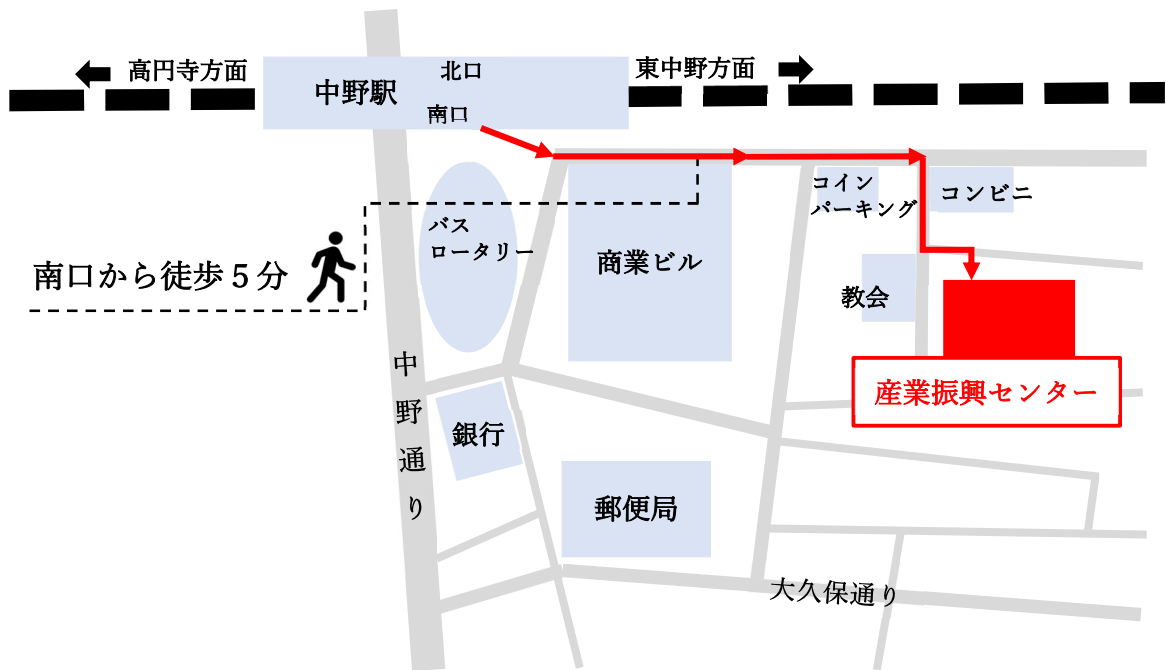 高円寺方面
北口
東中野方面
中野駅
南口
コイン
パーキング
コンビニ
バス
ロータリー
商業ビル
南口から徒歩５分
教会
中野通り
産業振興センター
銀行
郵便局
大久保通り